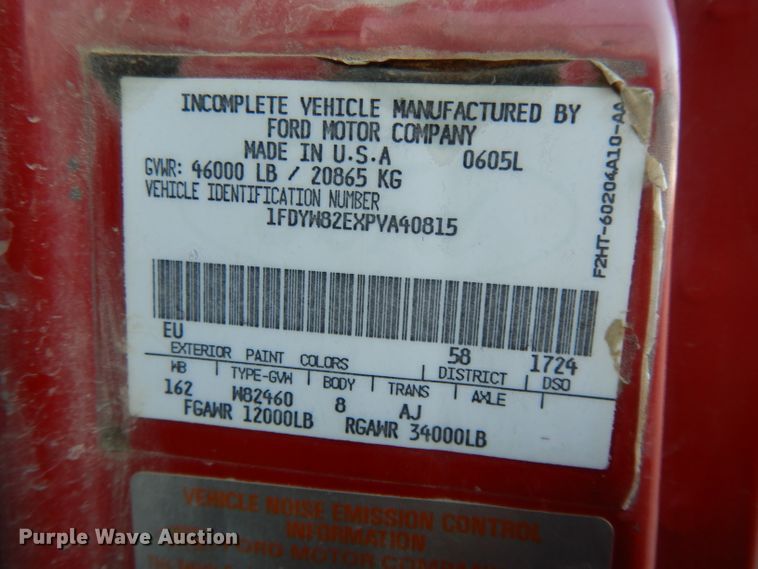 INCOMPLETE VEHICLE MANUFACTURED BY
FORD MOTOR COMPANY
MADE IN U.S.A 0605L
GVWR: 46000 LB / 20865 KG
VEHICLE IDENTIFICATION NUMBER
1FDYW82EXPVA40815
F2HT-60204A10-AA
EU 58 1724
EXTERIOR PAINT COLORS DISTRICT DSO
WB TYPE-GVW BODY TRANS AXLE
162 W82460 8 AJ
FGAWR 12000LB RGAWR 34000LB
VEHICLE NOISE EMISSION CONTROL
INFORMATION
FORD MOTOR COMPANY
Purple Wave Auction